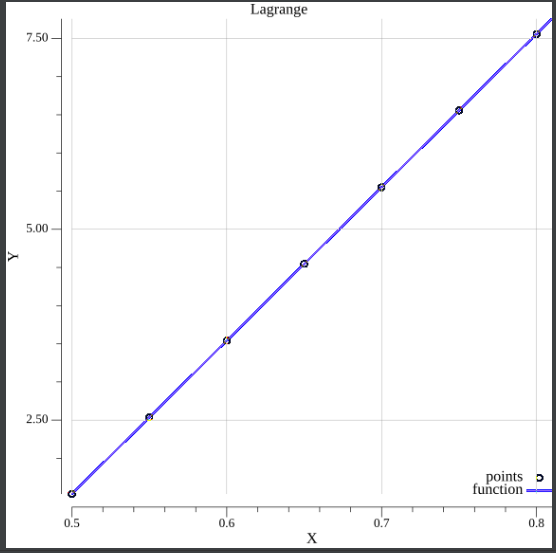 Lagrange
7.50
5.00
2.50
Y
points
function
0.5
0.6
0.7
0.8
X